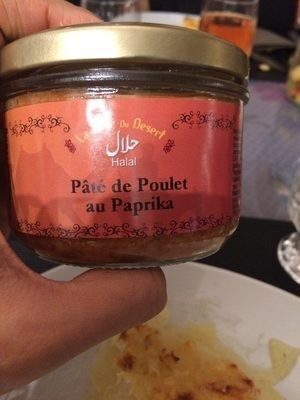 Du Desert
حلال
Halal
Pâté de Poulet
au Paprika